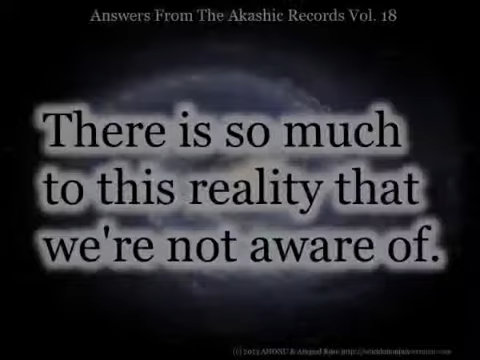 Answers From The Akashic Records Vol. 18
There is so much
to this reality that
we're not aware of.
(c) 2013 &